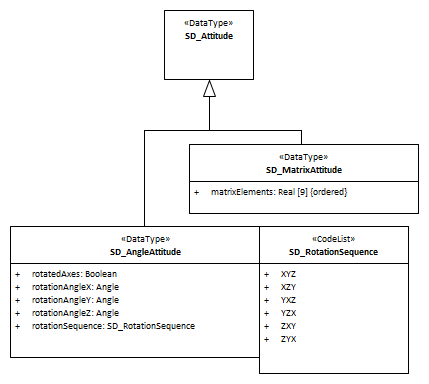 «DataType»
SD_Attitude
«DataType»
SD_MatrixAttitude
+ matrixElements: Real [9] {ordered}
«DataType»
SD_AngleAttitude
+ rotatedAxes: Boolean
+ rotationAngleX: Angle
+ rotationAngleY: Angle
+ rotationAngleZ: Angle
+ rotationSequence: SD_RotationSequence
«CodeList»
SD_RotationSequence
+ XYZ
+ XZY
+ YXZ
+ YZX
+ ZXY
+ ZYX